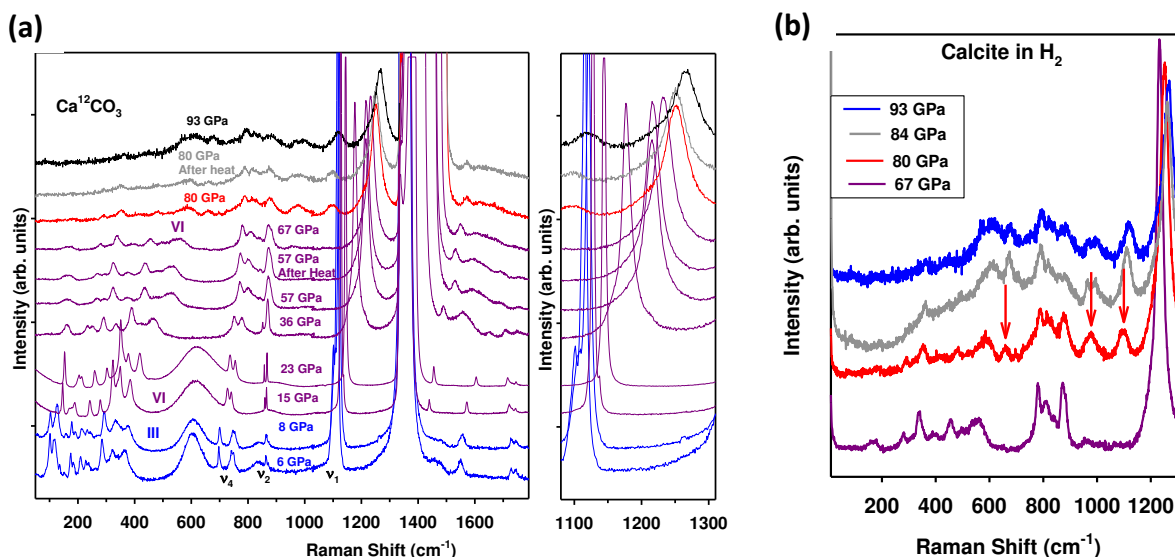 (a)
Ca¹²CO₃
93 GPa
80 GPa
After heat
80 GPa
VI
67 GPa
57 GPa
After Heat
57 GPa
36 GPa
23 GPa
VI
15 GPa
III
8 GPa
6 GPa
ν₄
ν₂
ν₁
Intensity (arb. units)
200 400 600 800 1000 1200 1400 1600
Raman Shift (cm⁻¹)
Intensity (arb. units)
1100 1200 1300
(b)
Calcite in H₂
93 GPa
84 GPa
80 GPa
67 GPa
Intensity (arb. units)
200 400 600 800 1000 1200
Raman Shift (cm⁻¹)